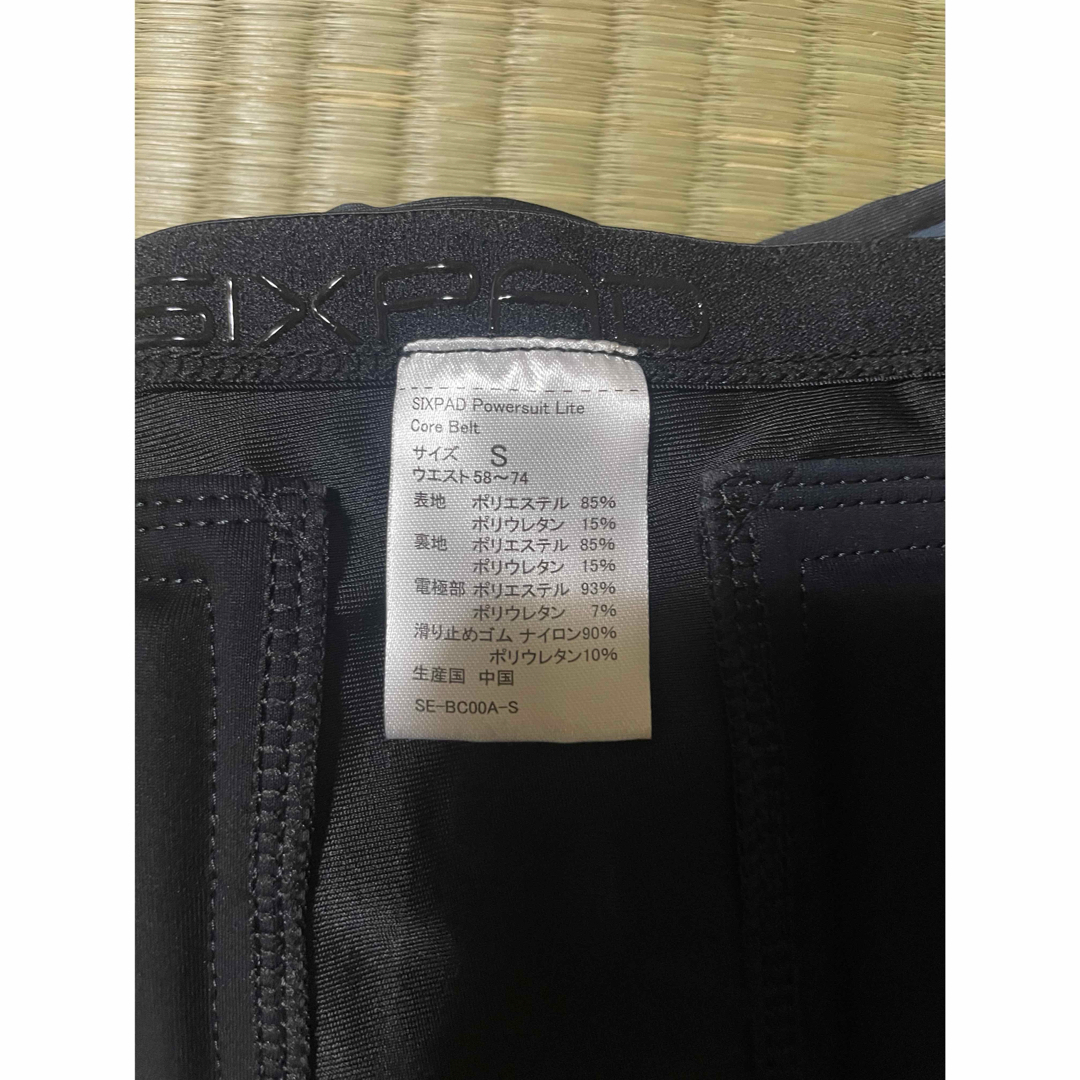 SIXPAD
SIXPAD Powersuit Lite
Core Belt
サイズ S
ウエスト58～74
表地 ポリエステル 85%
ポリウレタン 15%
裏地 ポリエステル 85%
ポリウレタン 15%
電極部 ポリエステル 93%
ポリウレタン 7%
滑り止めゴム ナイロン90%
ポリウレタン10%
生産国 中国
SE-BC00A-S